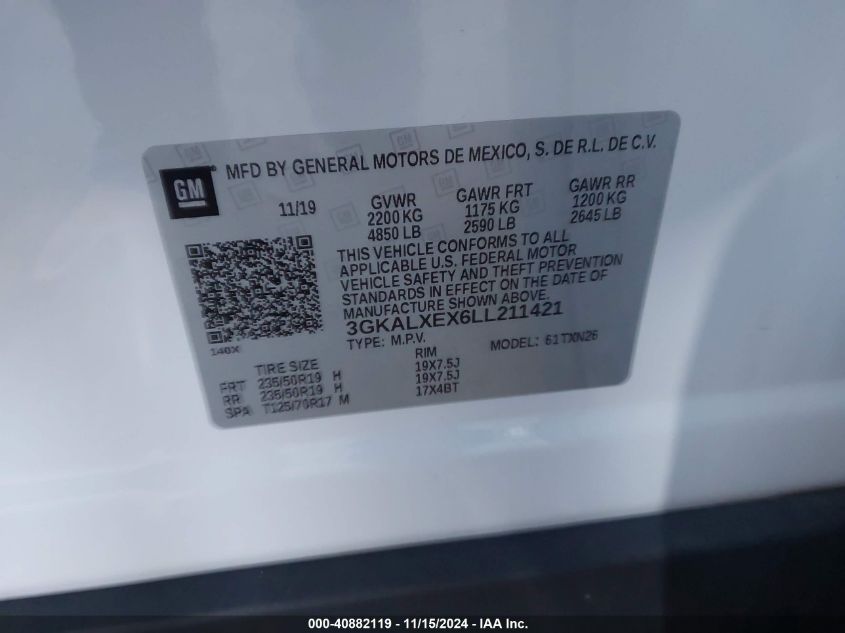 GM
MFD BY GENERAL MOTORS DE MEXICO, S. DE R.L. DE C.V.
11/19 GVWR GAWR FRT GAWR RR
2200 KG 1175 KG 1200 KG
4850 LB 2590 LB 2645 LB
THIS VEHICLE CONFORMS TO ALL
APPLICABLE U.S. FEDERAL MOTOR
VEHICLE SAFETY AND THEFT PREVENTION
STANDARDS IN EFFECT ON THE DATE OF
MANUFACTURE SHOWN ABOVE.
3GKALXEX6LL211421
TYPE: M.P.V. MODEL: 61TXN26
140X
TIRE SIZE RIM
FRT 235/50R19 H 19X7.5J
RR 235/50R19 H 19X7.5J
SPA T125/70R17 M 17X4BT
000-40882119 - 11/15/2024 - IAA Inc.